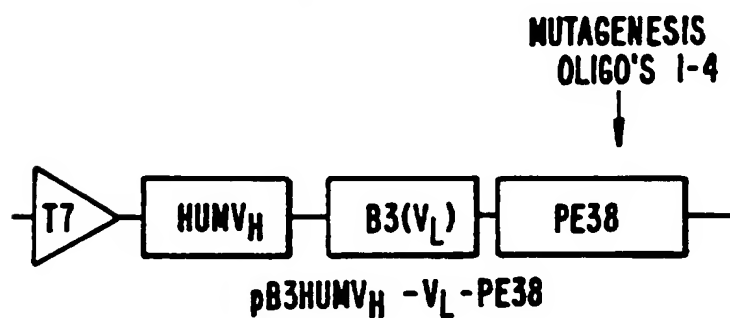 MUTAGENESIS
OLIGO'S 1-4
T7 HUMVH B3(VL) PE38
pB3HUMVH -VL-PE38